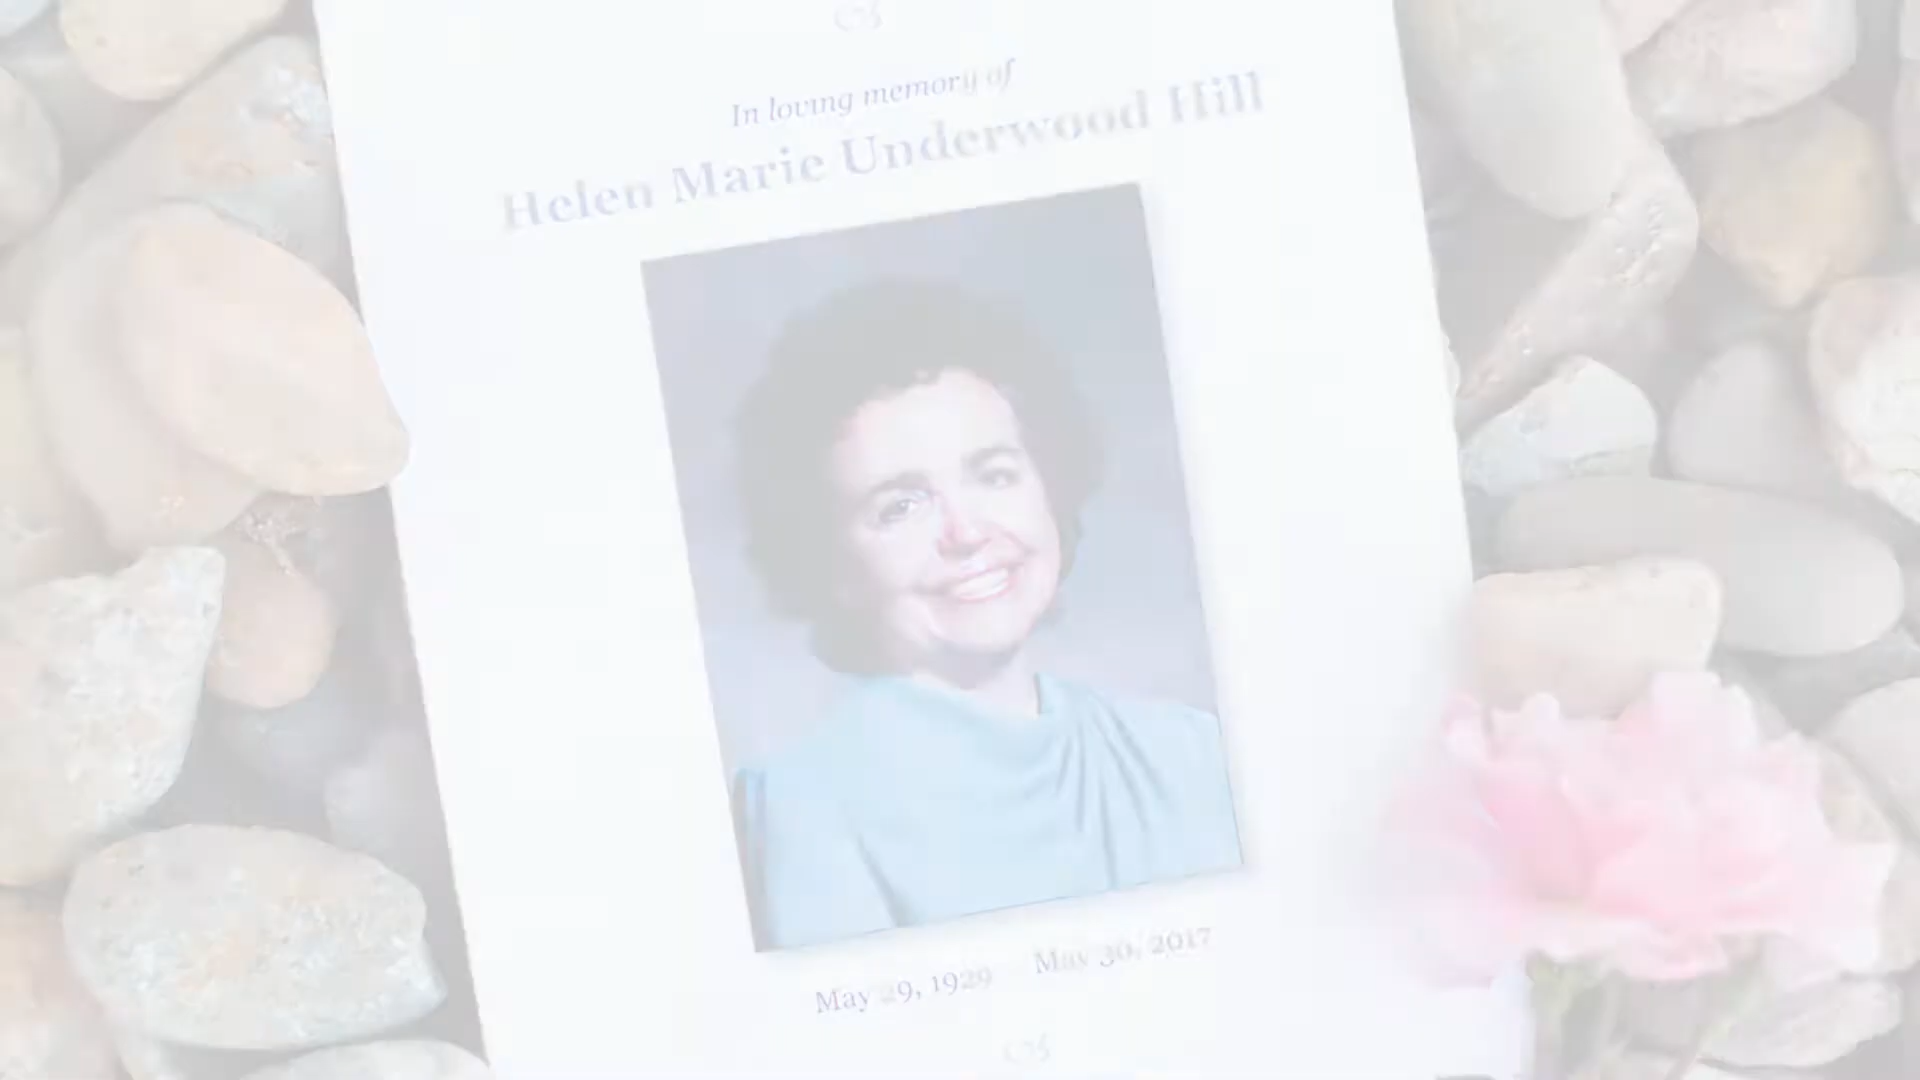 In loving memory of
Helen Marie Underwood Hill
May 29, 1929 May 30, 2017